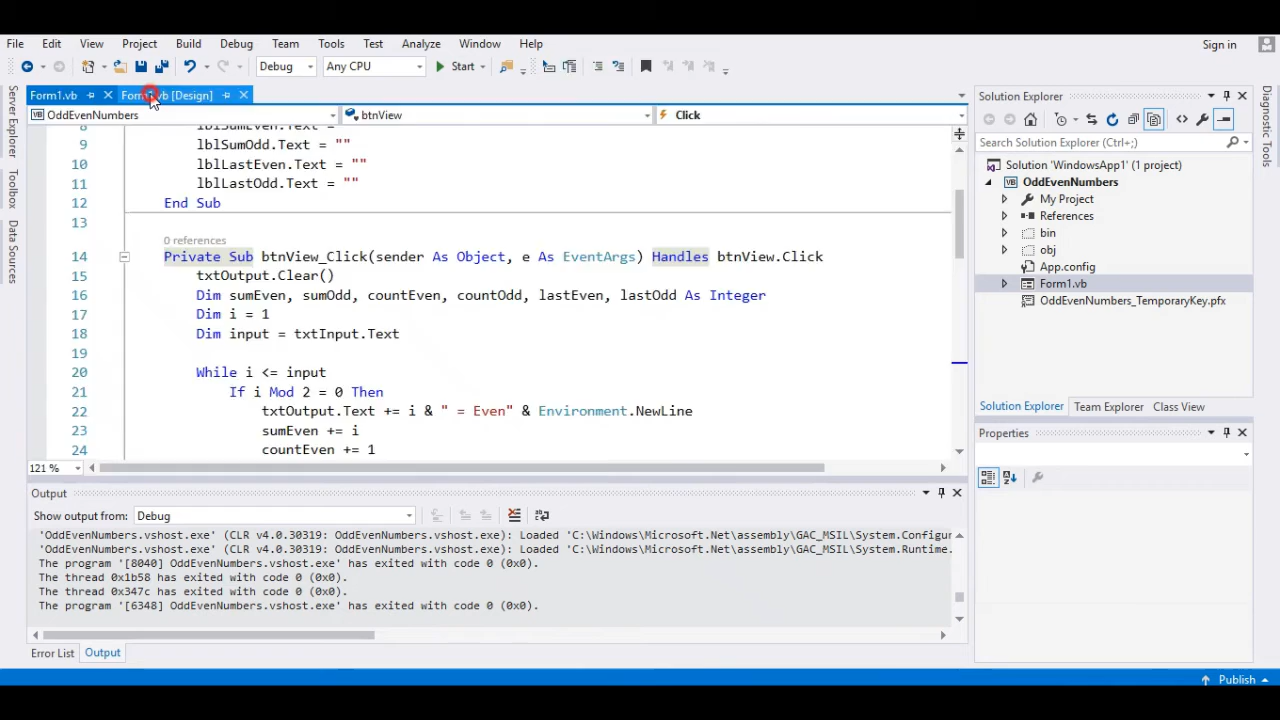 File Edit View Project Build Debug Team Tools Test Analyze Window Help Sign in
Debug Any CPU Start
Form1.vb Form1.vb [Design]
OddEvenNumbers btnView Click
8
9 lblSumOdd.Text = ""
10 lblLastEven.Text = ""
11 lblLastOdd.Text = ""
12 End Sub
13
0 references
14 Private Sub btnView_Click(sender As Object, e As EventArgs) Handles btnView.Click
15 txtOutput.Clear()
16 Dim sumEven, sumOdd, countEven, countOdd, lastEven, lastOdd As Integer
17 Dim i = 1
18 Dim input = txtInput.Text
19
20 While i <= input
21 If i Mod 2 = 0 Then
22 txtOutput.Text += i & " = Even" & Environment.NewLine
23 sumEven += i
24 countEven += 1
121 %
Output
Show output from: Debug
'OddEvenNumbers.vshost.exe' (CLR v4.0.30319: OddEvenNumbers.vshost.exe): Loaded 'C:\Windows\Microsoft.Net\assembly\GAC_MSIL\System.Configur
'OddEvenNumbers.vshost.exe' (CLR v4.0.30319: OddEvenNumbers.vshost.exe): Loaded 'C:\Windows\Microsoft.Net\assembly\GAC_MSIL\System.Runtime.
The program '[8040] OddEvenNumbers.vshost.exe' has exited with code 0 (0x0).
The thread 0x1b58 has exited with code 0 (0x0).
The thread 0x347c has exited with code 0 (0x0).
The program '[6348] OddEvenNumbers.vshost.exe' has exited with code 0 (0x0).
Error List Output
Server Explorer
Toolbox
Data Sources
Solution Explorer
Search Solution Explorer (Ctrl+;)
Solution 'WindowsApp1' (1 project)
OddEvenNumbers
My Project
References
bin
obj
App.config
Form1.vb
OddEvenNumbers_TemporaryKey.pfx
Solution Explorer Team Explorer Class View
Properties
Diagnostic Tools
Publish